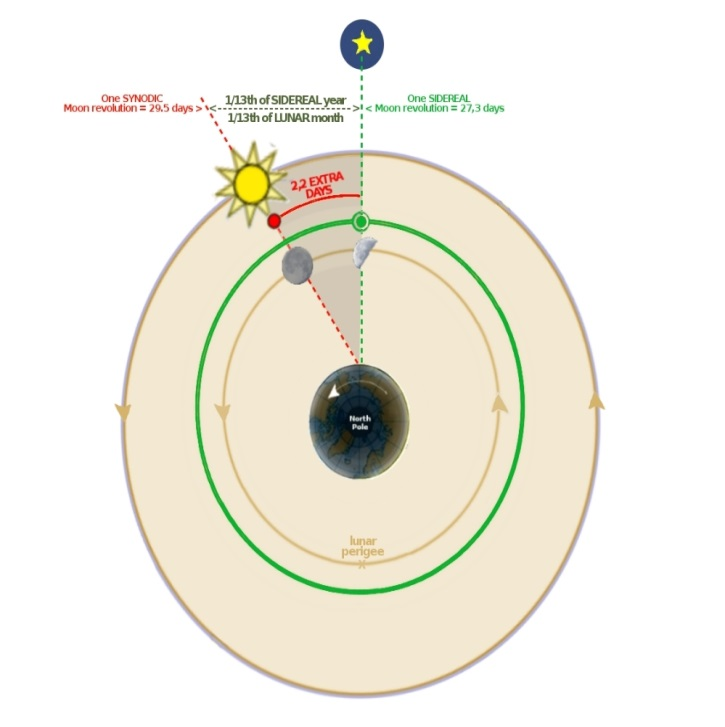 One SYNODIC
Moon revolution = 29,5 days >
1/13th of SIDEREAL year
1/13th of LUNAR month
One SIDEREAL
< Moon revolution = 27,3 days
2,2 EXTRA
DAYS
North
Pole
lunar
perigee
x